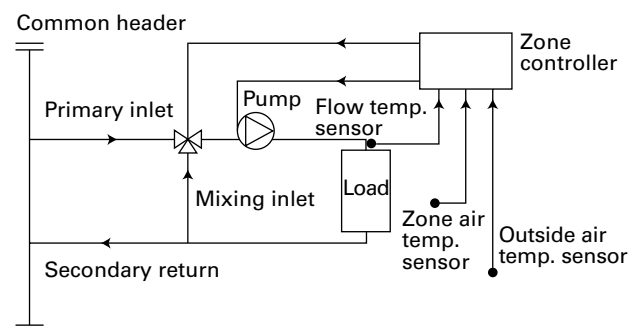 Common header
Zone
controller
Primary inlet
Pump
Flow temp.
sensor
Load
Mixing inlet
Zone air
temp.
sensor
Outside air
temp. sensor
Secondary return